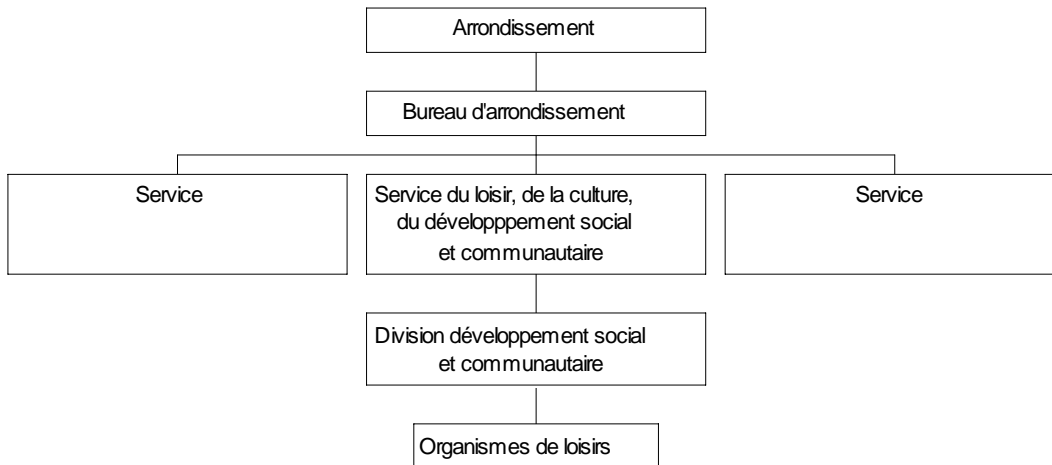 Arrondissement
Bureau d'arrondissement
Service
Service du loisir, de la culture,
du développpement social
et communautaire
Service
Division développement social
et communautaire
Organismes de loisirs